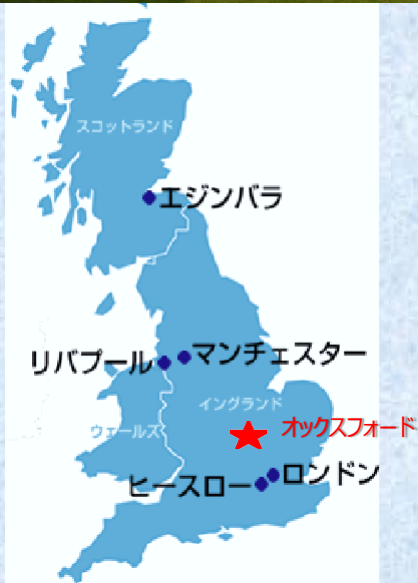 スコットランド
エジンバラ
リバプール
マンチェスター
イングランド
オックスフォード
ウェールズ
ロンドン
ヒースロー